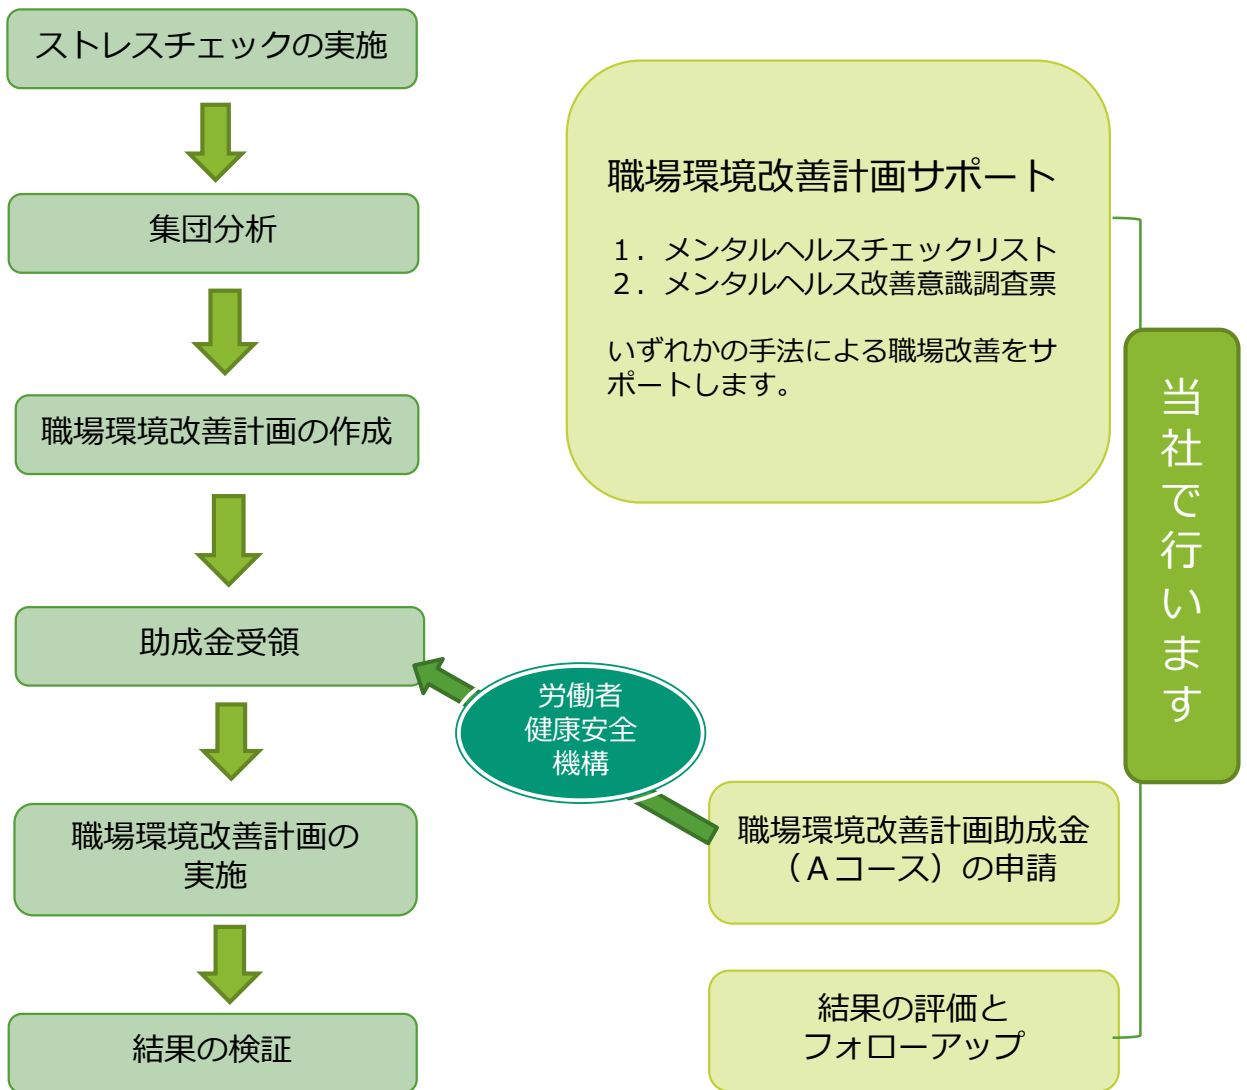 ストレスチェックの実施
集団分析
職場環境改善計画の作成
助成金受領
職場環境改善計画の
実施
結果の検証
職場環境改善計画サポート
１．メンタルヘルスチェックリスト
２．メンタルヘルス改善意識調査票
いずれかの手法による職場改善をサ
ポートします。
労働者
健康安全
機構
職場環境改善計画助成金
（Ａコース）の申請
結果の評価と
フォローアップ
当社で行います